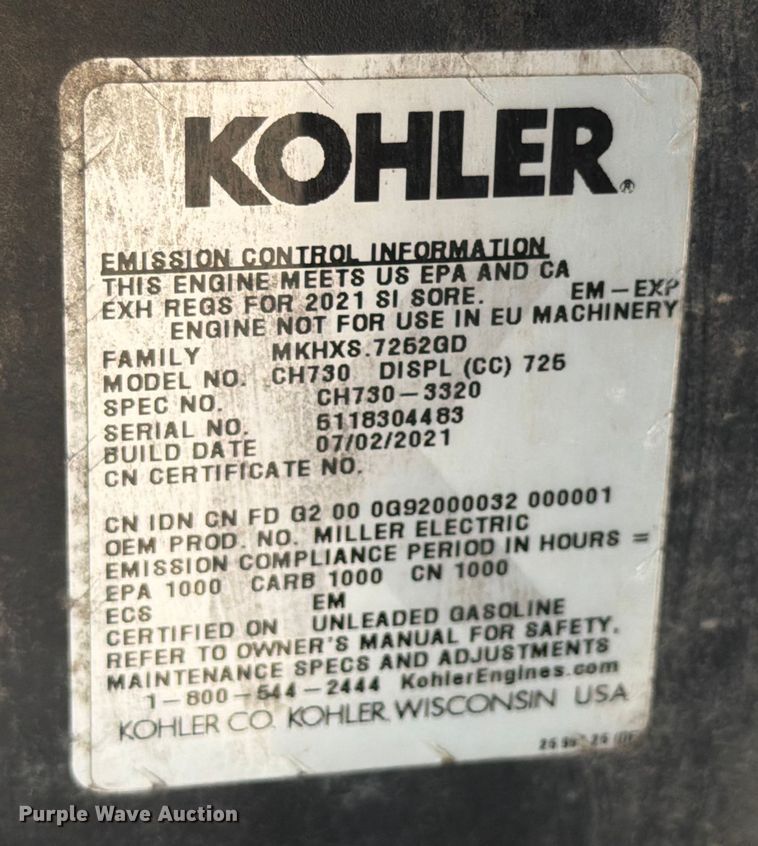 KOHLER®
EMISSION CONTROL INFORMATION
THIS ENGINE MEETS US EPA AND CA
EXH REGS FOR 2021 SI SORE. EM-EXP
ENGINE NOT FOR USE IN EU MACHINERY
FAMILY MKHXS.7252GD
MODEL NO. CH730 DISPL (CC) 725
SPEC NO. CH730-3320
SERIAL NO. 5118304483
BUILD DATE 07/02/2021
CN CERTIFICATE NO.
CN IDN CN FD G2 00 0G92000032 000001
OEM PROD. NO. MILLER ELECTRIC
EMISSION COMPLIANCE PERIOD IN HOURS =
EPA 1000 CARB 1000 CN 1000
ECS EM
CERTIFIED ON UNLEADED GASOLINE
REFER TO OWNER'S MANUAL FOR SAFETY,
MAINTENANCE SPECS AND ADJUSTMENTS
1-800-544-2444 KohlerEngines.com
KOHLER CO. KOHLER, WISCONSIN USA
Purple Wave Auction